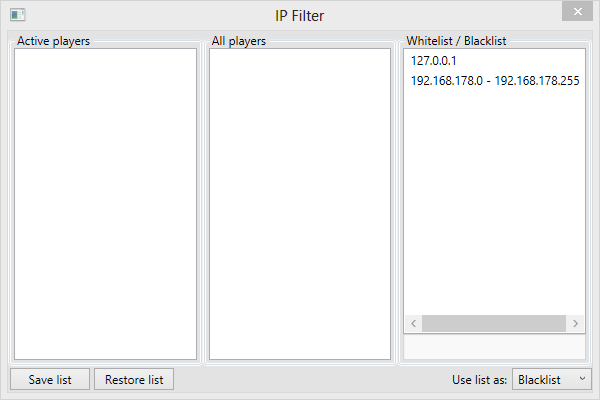 IP Filter
Active players
All players
Whitelist / Blacklist
127.0.0.1
192.168.178.0 - 192.168.178.255
Save list
Restore list
Use list as:
Blacklist